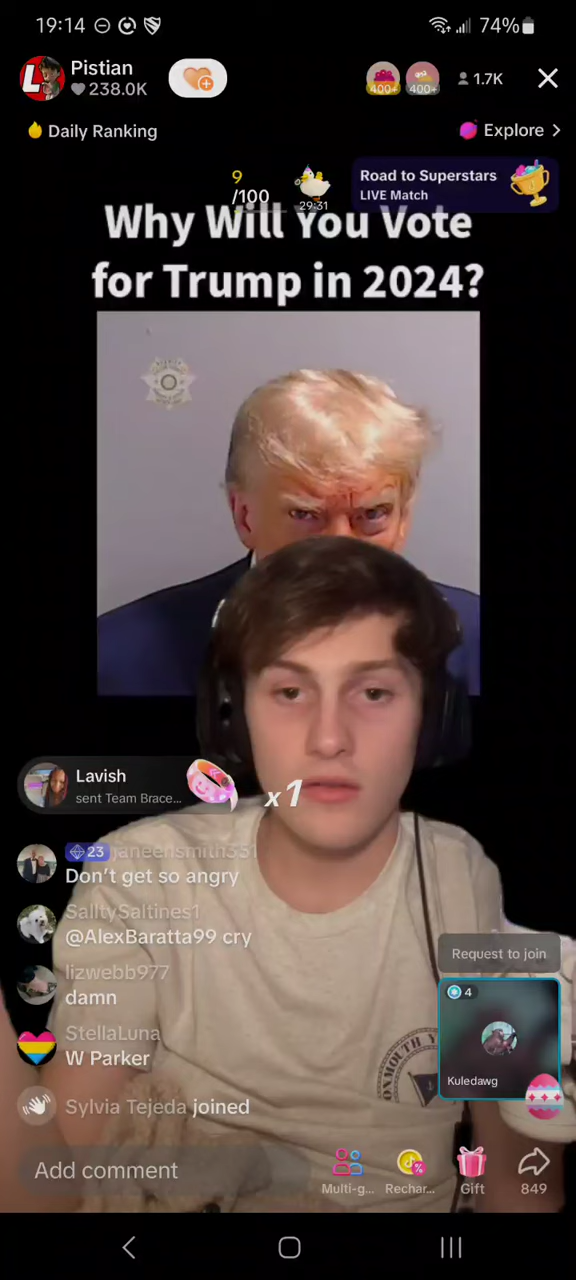 19:14
74%
Pistian
238.0K
400+
400+
1.7K
Daily Ranking
Explore >
9
/100
29:31
Road to Superstars
LIVE Match
Why Will You Vote
for Trump in 2024?
Lavish
sent Team Brace...
x1
23 janeensmith331
Don't get so angry
SalltySaltines1
@AlexBaratta99 cry
lizwebb977
damn
StellaLuna
W Parker
Sylvia Tejeda joined
Request to join
4
Kuledawg
Add comment
Multi-g...
Rechar...
Gift
849